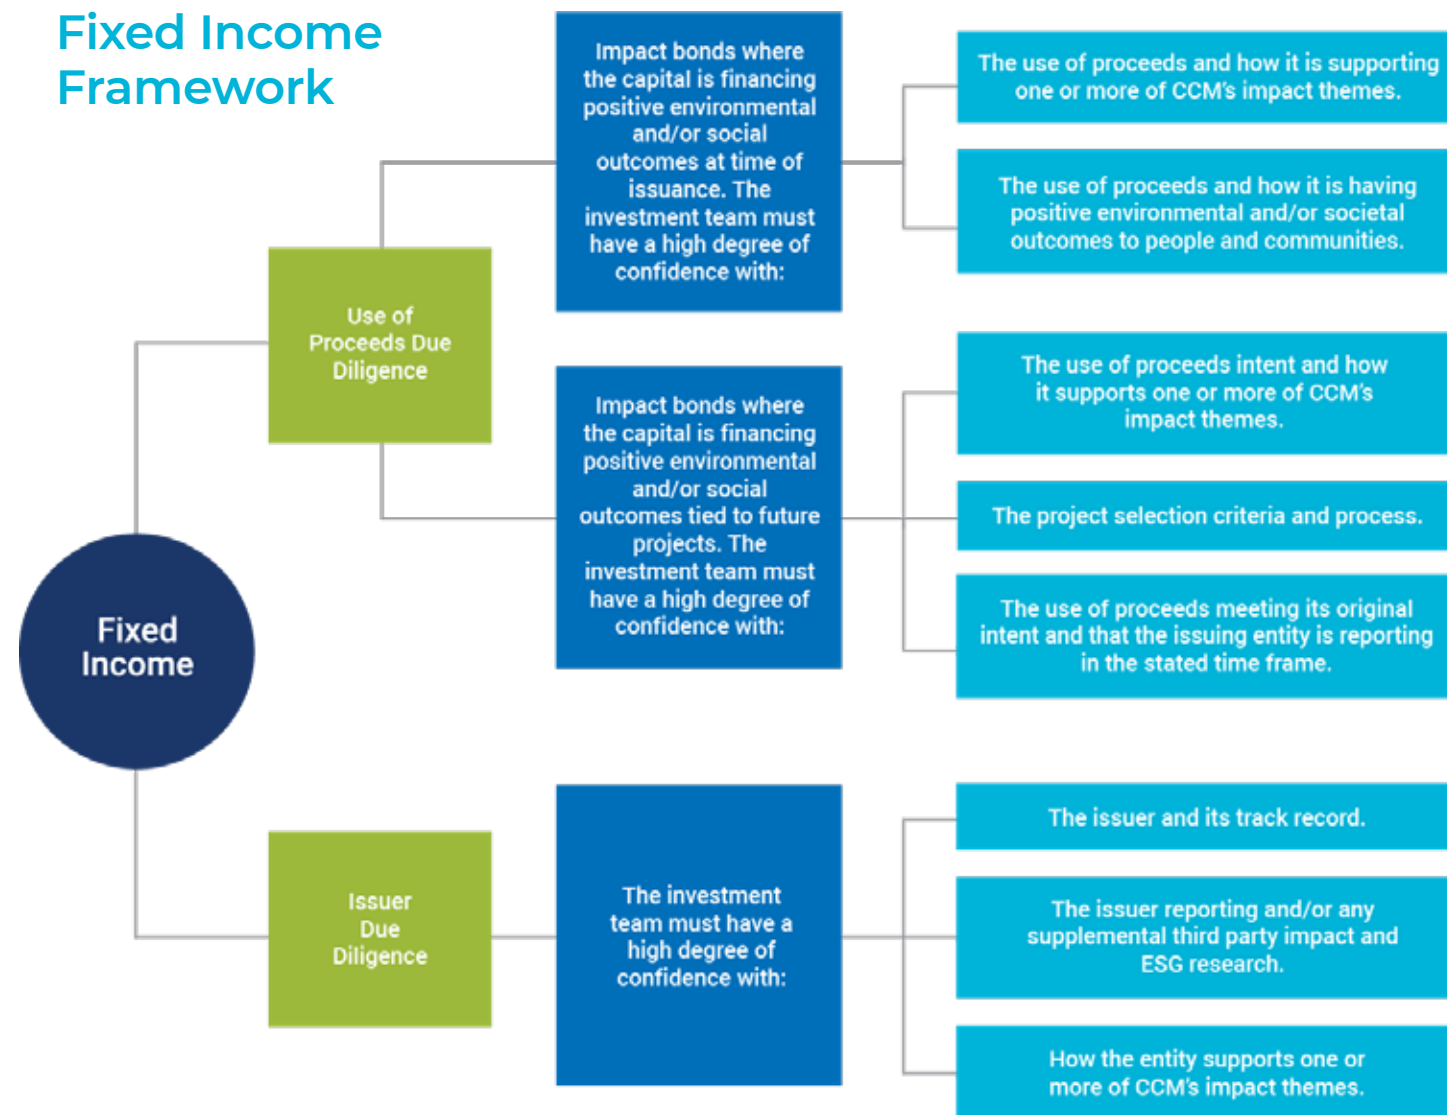 Fixed Income
Framework
Impact bonds where
the capital is financing
positive environmental
and/or social
outcomes at time of
issuance. The
investment team must
have a high degree of
confidence with:
The use of proceeds and how it is supporting
one or more of CCM's impact themes.
The use of proceeds and how it is having
positive environmental and/or societal
outcomes to people and communities.
Use of
Proceeds Due
Diligence
Impact bonds where
the capital is financing
positive environmental
and/or social
outcomes tied to future
projects. The
investment team must
have a high degree of
confidence with:
The use of proceeds intent and how
it supports one or more of CCM's
impact themes.
The project selection criteria and process.
The use of proceeds meeting its original
intent and that the issuing entity is reporting
in the stated time frame.
Fixed
Income
Issuer
Due
Diligence
The investment
team must have a
high degree of
confidence with:
The issuer and its track record.
The issuer reporting and/or any
supplemental third party impact and
ESG research.
How the entity supports one or
more of CCM's impact themes.